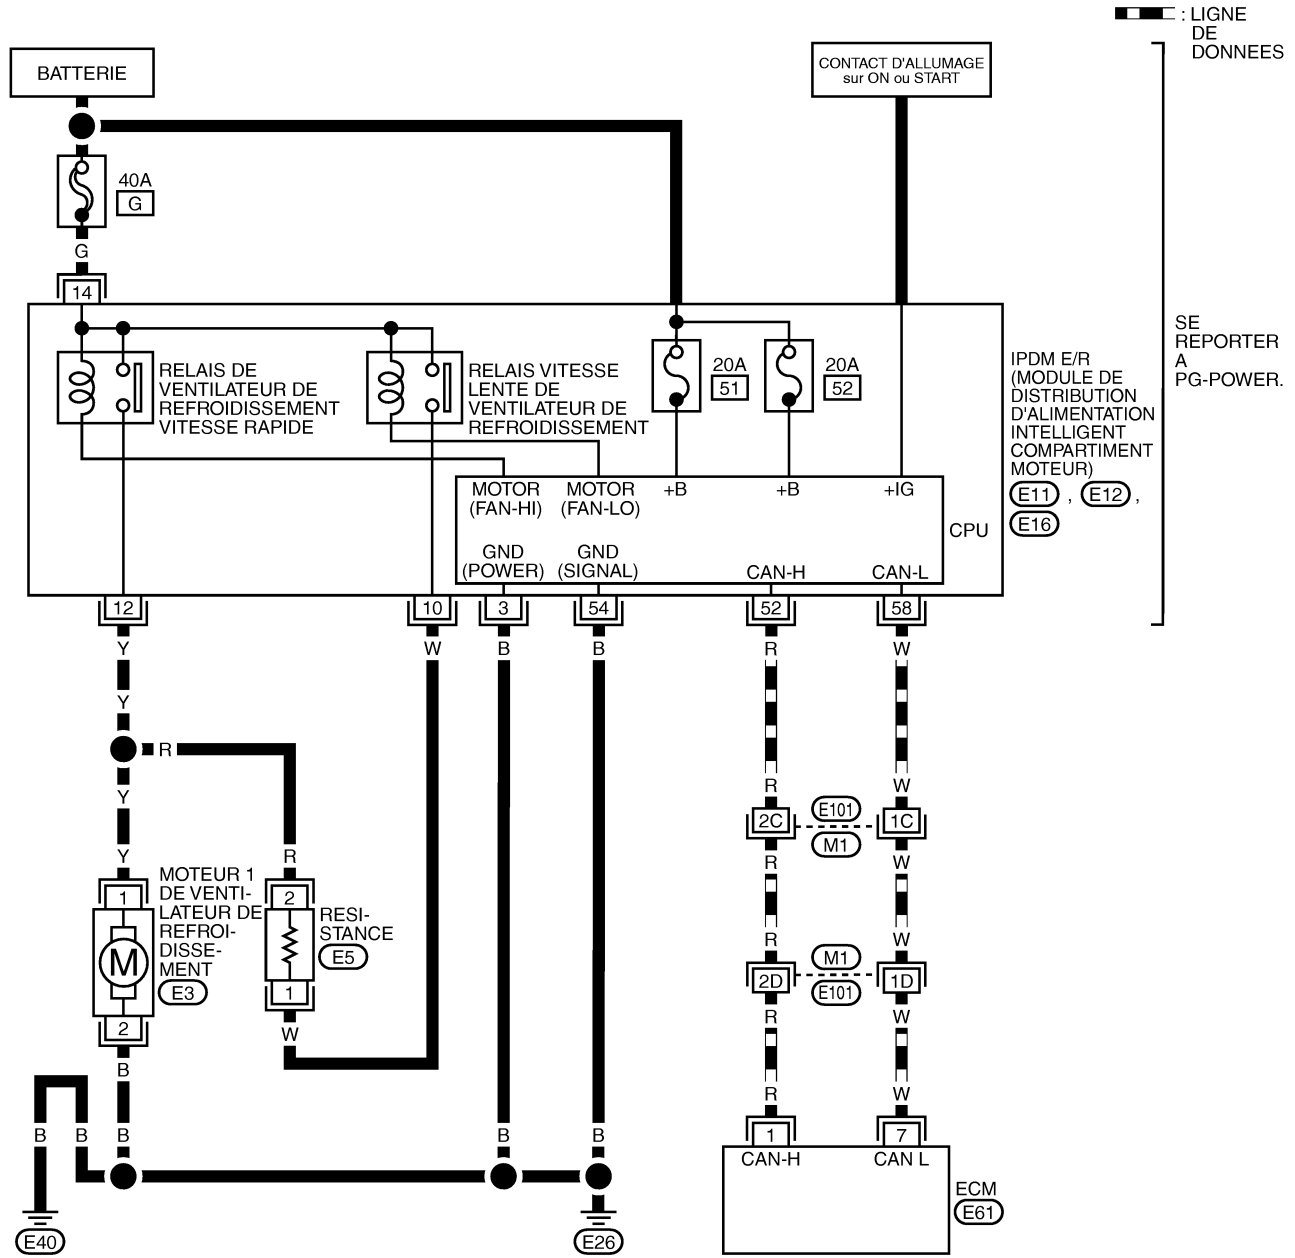 : LIGNE
DE
DONNEES
BATTERIE
CONTACT D'ALLUMAGE
sur ON ou START
40A
G
G
14
RELAIS DE
VENTILATEUR DE
REFROIDISSEMENT
VITESSE RAPIDE
RELAIS VITESSE
LENTE DE
VENTILATEUR DE
REFROIDISSEMENT
20A
51
20A
52
IPDM E/R
(MODULE DE
DISTRIBUTION
D'ALIMENTATION
INTELLIGENT
COMPARTIMENT
MOTEUR)
E11 , E12 ,
E16
SE
REPORTER
A
PG-POWER.
MOTOR
(FAN-HI)
MOTOR
(FAN-LO)
+B
+B
+IG
CPU
GND
(POWER)
GND
(SIGNAL)
CAN-H
CAN-L
12
10
3
54
52
58
Y
W
B
B
R
W
Y
R
Y
R
W
2C
E101
1C
M1
Y
R
R
W
MOTEUR 1
DE VENTI-
LATEUR DE
REFROI-
DISSE-
MENT
E3
1
M
2
2
RESI-
STANCE
E5
1
R
W
2D
M1
1D
E101
W
R
W
B
R
W
B
B
B
B
B
1
7
CAN-H
CAN L
ECM
E61
E40
E26